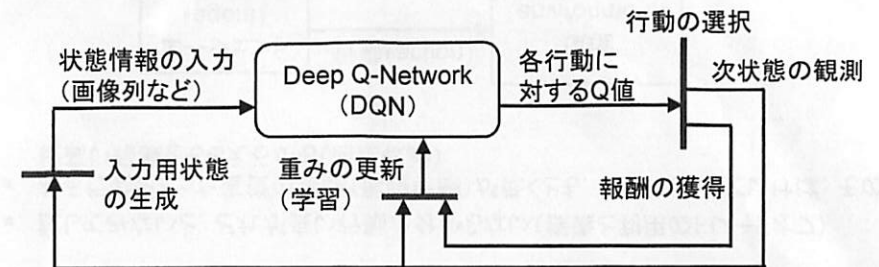 行動の選択
状態情報の入力
(画像列など)
Deep Q-Network
(DQN)
各行動に
対するQ値
次状態の観測
入力用状態
の生成
重みの更新
(学習)
報酬の獲得